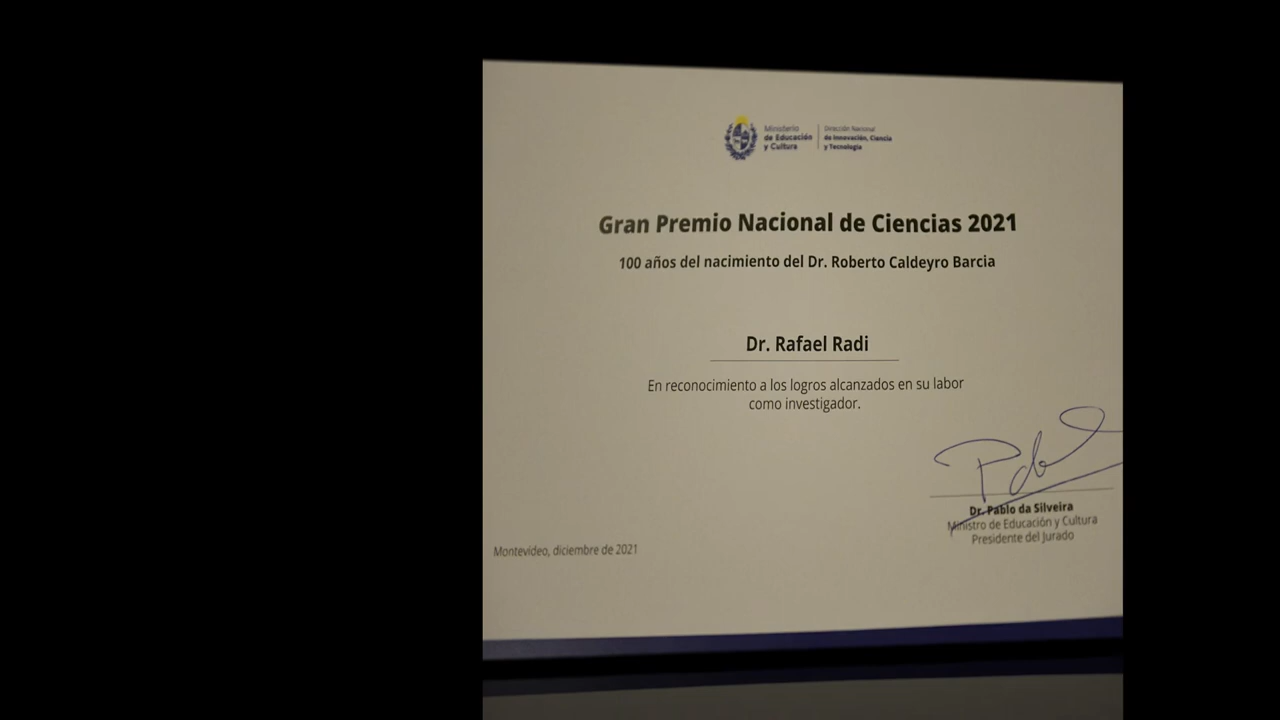 Ministerio
de Educación
y Cultura
Dirección Nacional
de Innovación, Ciencia
y Tecnología
Gran Premio Nacional de Ciencias 2021
100 años del nacimiento del Dr. Roberto Caldeyro Barcia
Dr. Rafael Radi
En reconocimiento a los logros alcanzados en su labor
como investigador.
Dr. Pablo da Silveira
Ministro de Educación y Cultura
Presidente del Jurado
Montevideo, diciembre de 2021